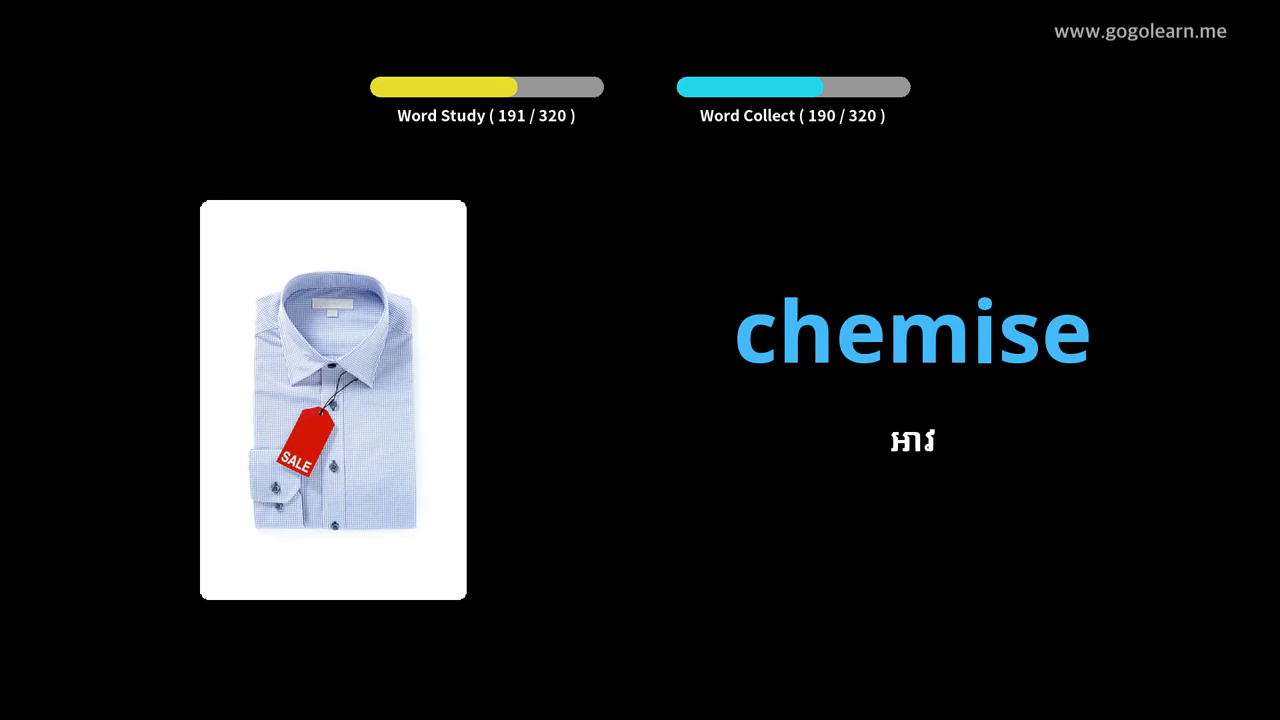 www.gogolearn.me
Word Study ( 191 / 320 )
Word Collect ( 190 / 320 )
chemise
អាវ
SALE